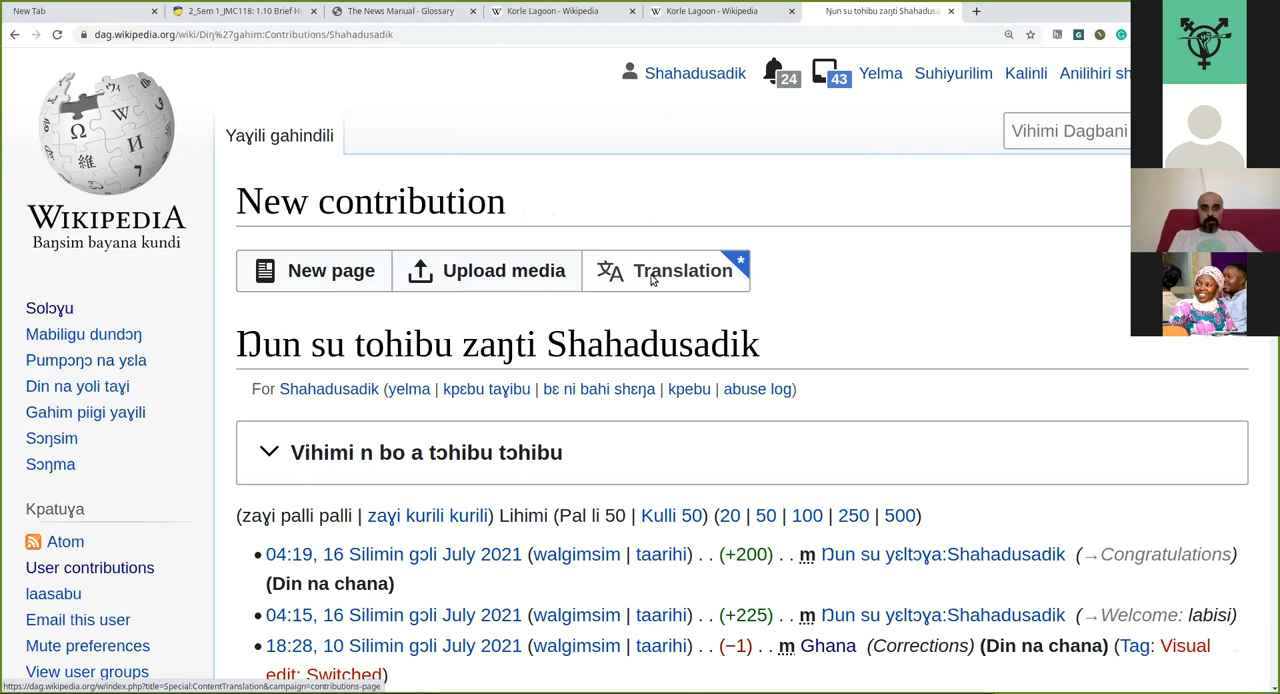 New Tab
2_Sem 1_JMC118: 1.10 Brief H
The News Manual - Glossary
Korle Lagoon - Wikipedia
Korle Lagoon - Wikipedia
Ŋun su tohibu zaŋti Shahadusa
dag.wikipedia.org/wiki/Diŋ%27gahim:Contributions/Shahadusadik
Shahadusadik 24 43 Yelma Suhiyurilim Kalinli Anilihiri sh
Yaɣili gahindili
Vihimi Dagbani
WIKIPEDIA
Baŋsim bayana kundi
New contribution
New page
Upload media
Translation
Ŋun su tohibu zaŋti Shahadusadik
For Shahadusadik (yelma | kpɛbu taɣibu | bɛ ni bahi shɛŋa | kpebu | abuse log)
Vihimi n bo a tɔhibu tɔhibu
(zaɣi palli palli | zaɣi kurili kurili) Lihimi (Pal li 50 | Kulli 50) (20 | 50 | 100 | 250 | 500)
• 04:19, 16 Silimin gɔli July 2021 (walgimsim | taarihi) . . (+200) . . m Ŋun su yɛltɔɣa:Shahadusadik (→Congratulations)
(Din na chana)
• 04:15, 16 Silimin gɔli July 2021 (walgimsim | taarihi) . . (+225) . . m Ŋun su yɛltɔɣa:Shahadusadik (→Welcome: labisi)
• 18:28, 10 Silimin gɔli July 2021 (walgimsim | taarihi) . . (−1) . . m Ghana (Corrections) (Din na chana) (Tag: Visual
edit: Switched)
Solɔɣu
Mabiligu dundɔŋ
Pumpɔŋɔ na yɛla
Din na yoli taɣi
Gahim piigi yaɣili
Sɔŋsim
Sɔŋma
Kpatuɣa
Atom
User contributions
laasabu
Email this user
Mute preferences
View user groups
https://dag.wikipedia.org/w/index.php?title=Special:ContentTranslation&campaign=contributions-page